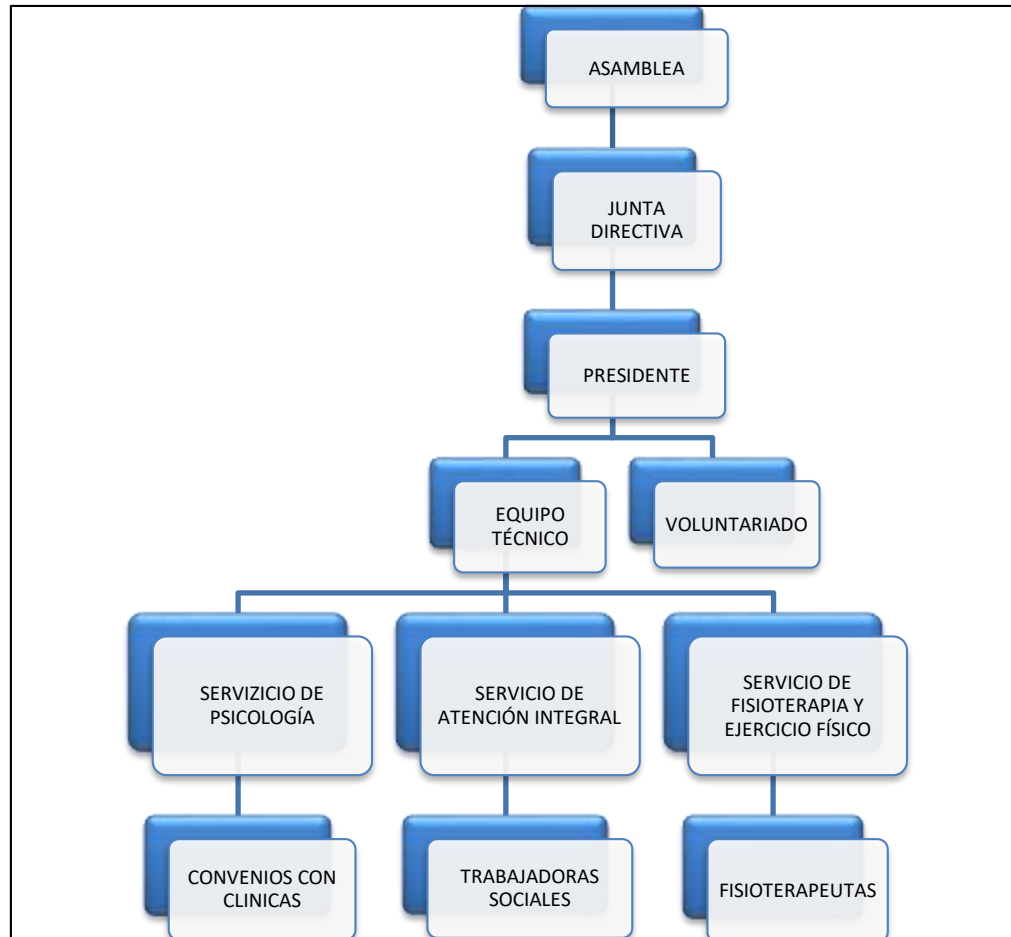 ASAMBLEA
JUNTA
DIRECTIVA
PRESIDENTE
EQUIPO
TÉCNICO
VOLUNTARIADO
SERVIZICIO DE
PSICOLOGÍA
SERVICIO DE
ATENCIÓN INTEGRAL
SERVICIO DE
FISIOTERAPIA Y
EJERCICIO FÍSICO
CONVENIOS CON
CLINICAS
TRABAJADORAS
SOCIALES
FISIOTERAPEUTAS